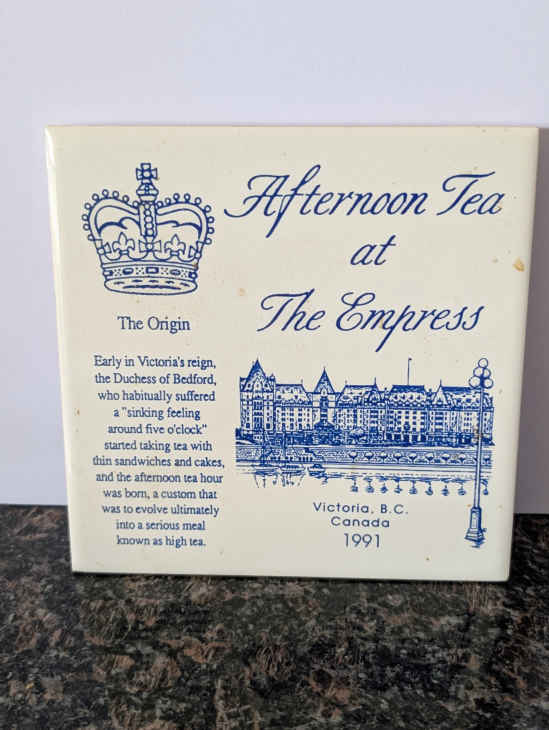 Afternoon Tea
at
The Empress
The Origin
Early in Victoria's reign,
the Duchess of Bedford,
who habitually suffered
a "sinking feeling
around five o'clock"
started taking tea with
thin sandwiches and cakes,
and the afternoon tea hour
was born, a custom that
was to evolve ultimately
into a serious meal
known as high tea.
Victoria, B.C.
Canada
1991